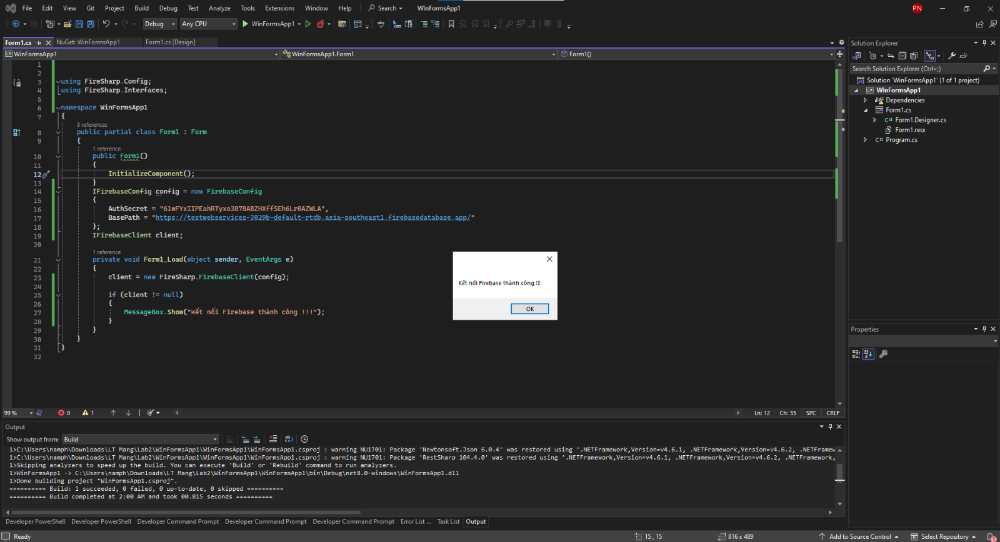 File Edit View Git Project Build Debug Test Analyze Tools Extensions Window Help Search WinFormsApp1 PN
Debug Any CPU WinFormsApp1
Form1.cs NuGet: WinFormsApp1 Form1.cs [Design]
WinFormsApp1 WinFormsApp1.Form1 Form1()
1
2
3 using FireSharp.Config;
4 using FireSharp.Interfaces;
5
6 namespace WinFormsApp1
7 {
3 references
8 public partial class Form1 : Form
9 {
1 reference
10 public Form1()
11 {
12 InitializeComponent();
13 }
14 IFirebaseConfig config = new FirebaseConfig
15 {
16 AuthSecret = "61wFYxIIPEahRTyxo3878ABZHXffSEh6Lr0AZWLA",
17 BasePath = "https://testwebservices-3029b-default-rtdb.asia-southeast1.firebasedatabase.app/"
18 };
19 IFirebaseClient client;
20
1 reference
21 private void Form1_Load(object sender, EventArgs e)
22 {
23 client = new FireSharp.FirebaseClient(config);
24
25 if (client != null)
26 {
27 MessageBox.Show("Kết nối Firebase thành công !!!");
28 }
29 }
30 }
31 }
32
Kết nối Firebase thành công !!!
OK
99 % 0 1 Ln: 12 Ch: 35 SPC CRLF
Output
Show output from: Build
1>C:\Users\namph\Downloads\LT Mang\Lab2\WinFormsApp1\WinFormsApp1\WinFormsApp1.csproj : warning NU1701: Package 'Newtonsoft.Json 6.0.4' was restored using '.NETFramework,Version=v4.6.1, .NETFramework,Version=v4.6.2, .NETFramew
1>C:\Users\namph\Downloads\LT Mang\Lab2\WinFormsApp1\WinFormsApp1\WinFormsApp1.csproj : warning NU1701: Package 'RestSharp 104.4.0' was restored using '.NETFramework,Version=v4.6.1, .NETFramework,Version=v4.6.2, .NETFramework,
1>Skipping analyzers to speed up the build. You can execute 'Build' or 'Rebuild' command to run analyzers.
1>WinFormsApp1 -> C:\Users\namph\Downloads\LT Mang\Lab2\WinFormsApp1\WinFormsApp1\bin\Debug\net8.0-windows\WinFormsApp1.dll
1>Done building project "WinFormsApp1.csproj".
========== Build: 1 succeeded, 0 failed, 0 up-to-date, 0 skipped ==========
========== Build completed at 2:00 AM and took 00.815 seconds ==========
Developer PowerShell Developer PowerShell Developer Command Prompt Developer Command Prompt Developer Command Prompt Error List ... Task List Output
Solution Explorer
Search Solution Explorer (Ctrl+;)
Solution 'WinFormsApp1' (1 of 1 project)
WinFormsApp1
Dependencies
Form1.cs
C# Form1.Designer.cs
Form1.resx
C# Program.cs
Properties
Ready 15 , 15 816 x 489 Add to Source Control Select Repository 1